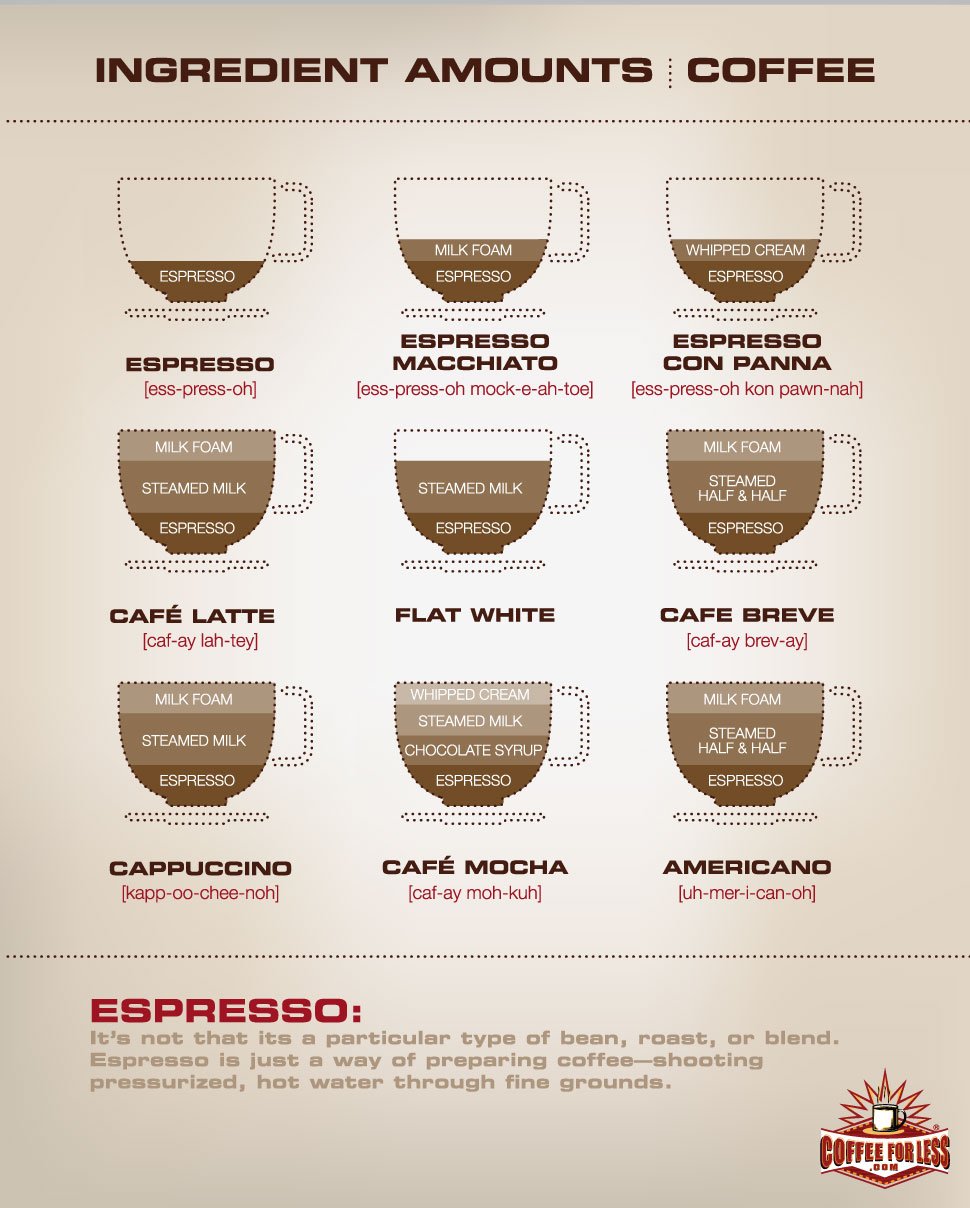 INGREDIENT AMOUNTS COFFEE
ESPRESSO
ESPRESSO
[ess-press-oh]
MILK FOAM
ESPRESSO
ESPRESSO
MACCHIATO
[ess-press-oh mock-e-ah-toe]
WHIPPED CREAM
ESPRESSO
ESPRESSO
CON PANNA
[ess-press-oh kon pawn-nah]
MILK FOAM
STEAMED MILK
ESPRESSO
CAFÉ LATTE
[caf-ay lah-tey]
STEAMED MILK
ESPRESSO
FLAT WHITE
MILK FOAM
STEAMED
HALF & HALF
ESPRESSO
CAFE BREVE
[caf-ay brev-ay]
MILK FOAM
STEAMED MILK
ESPRESSO
CAPPUCCINO
[kapp-oo-chee-noh]
WHIPPED CREAM
STEAMED MILK
CHOCOLATE SYRUP
ESPRESSO
CAFÉ MOCHA
[caf-ay moh-kuh]
MILK FOAM
STEAMED
HALF & HALF
ESPRESSO
AMERICANO
[uh-mer-i-can-oh]
ESPRESSO:
It's not that its a particular type of bean, roast, or blend.
Espresso is just a way of preparing coffee—shooting
pressurized, hot water through fine grounds.
®
COFFEE FOR LESS
.COM